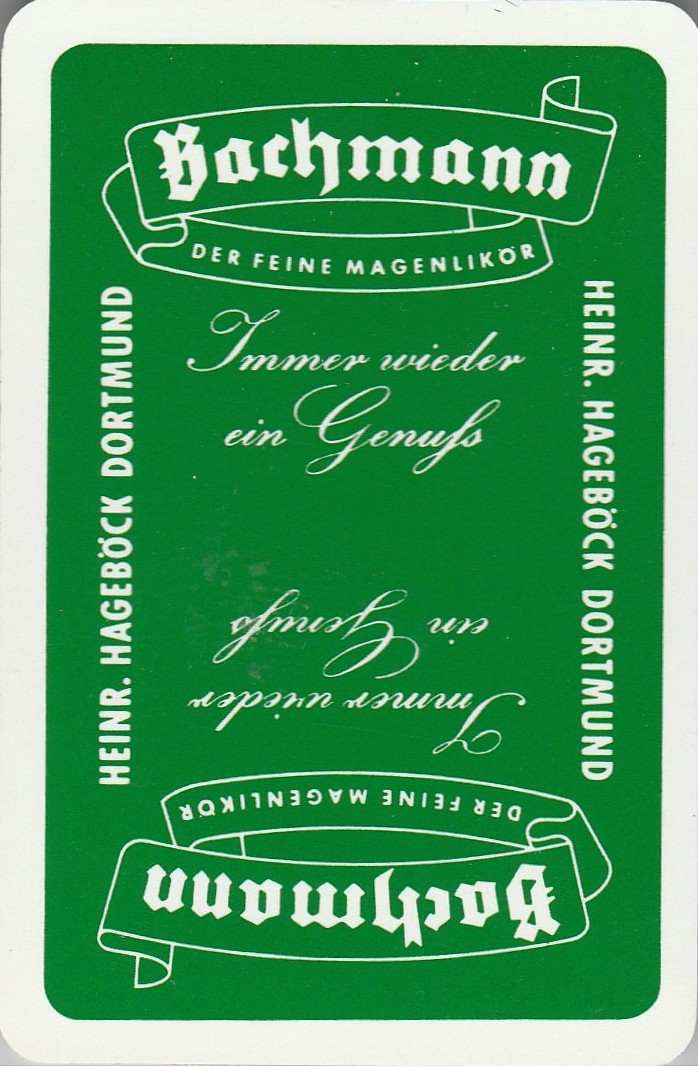 Bachmann
DER FEINE MAGENLIKÖR
Immer wieder
ein Genuß
HEINR. HAGEBÖCK DORTMUND
HEINR. HAGEBÖCK DORTMUND
Bachmann
DER FEINE MAGENLIKÖR
Immer wieder
ein Genuß